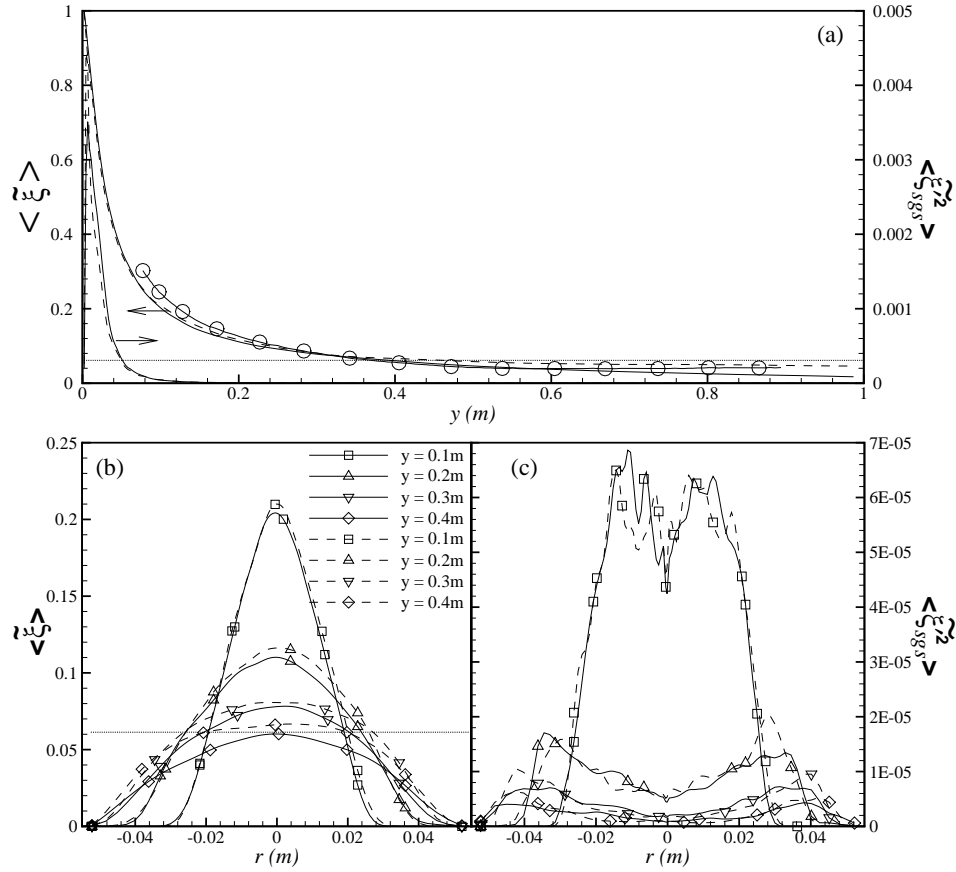 (a)
1
0.8
0.6
0.4
0.2
0
0.005
0.004
0.003
0.002
0.001
0
< ξ̃ >
<ξ̃'²sgs>
0 0.2 0.4 0.6 0.8 1
y (m)
(b)
0.25
0.2
0.15
0.1
0.05
0
<ξ̃>
y = 0.1m
y = 0.2m
y = 0.3m
y = 0.4m
y = 0.1m
y = 0.2m
y = 0.3m
y = 0.4m
-0.04 -0.02 0 0.02 0.04
r (m)
(c)
7E-05
6E-05
5E-05
4E-05
3E-05
2E-05
1E-05
0
<ξ̃'²sgs>
-0.04 -0.02 0 0.02 0.04
r (m)